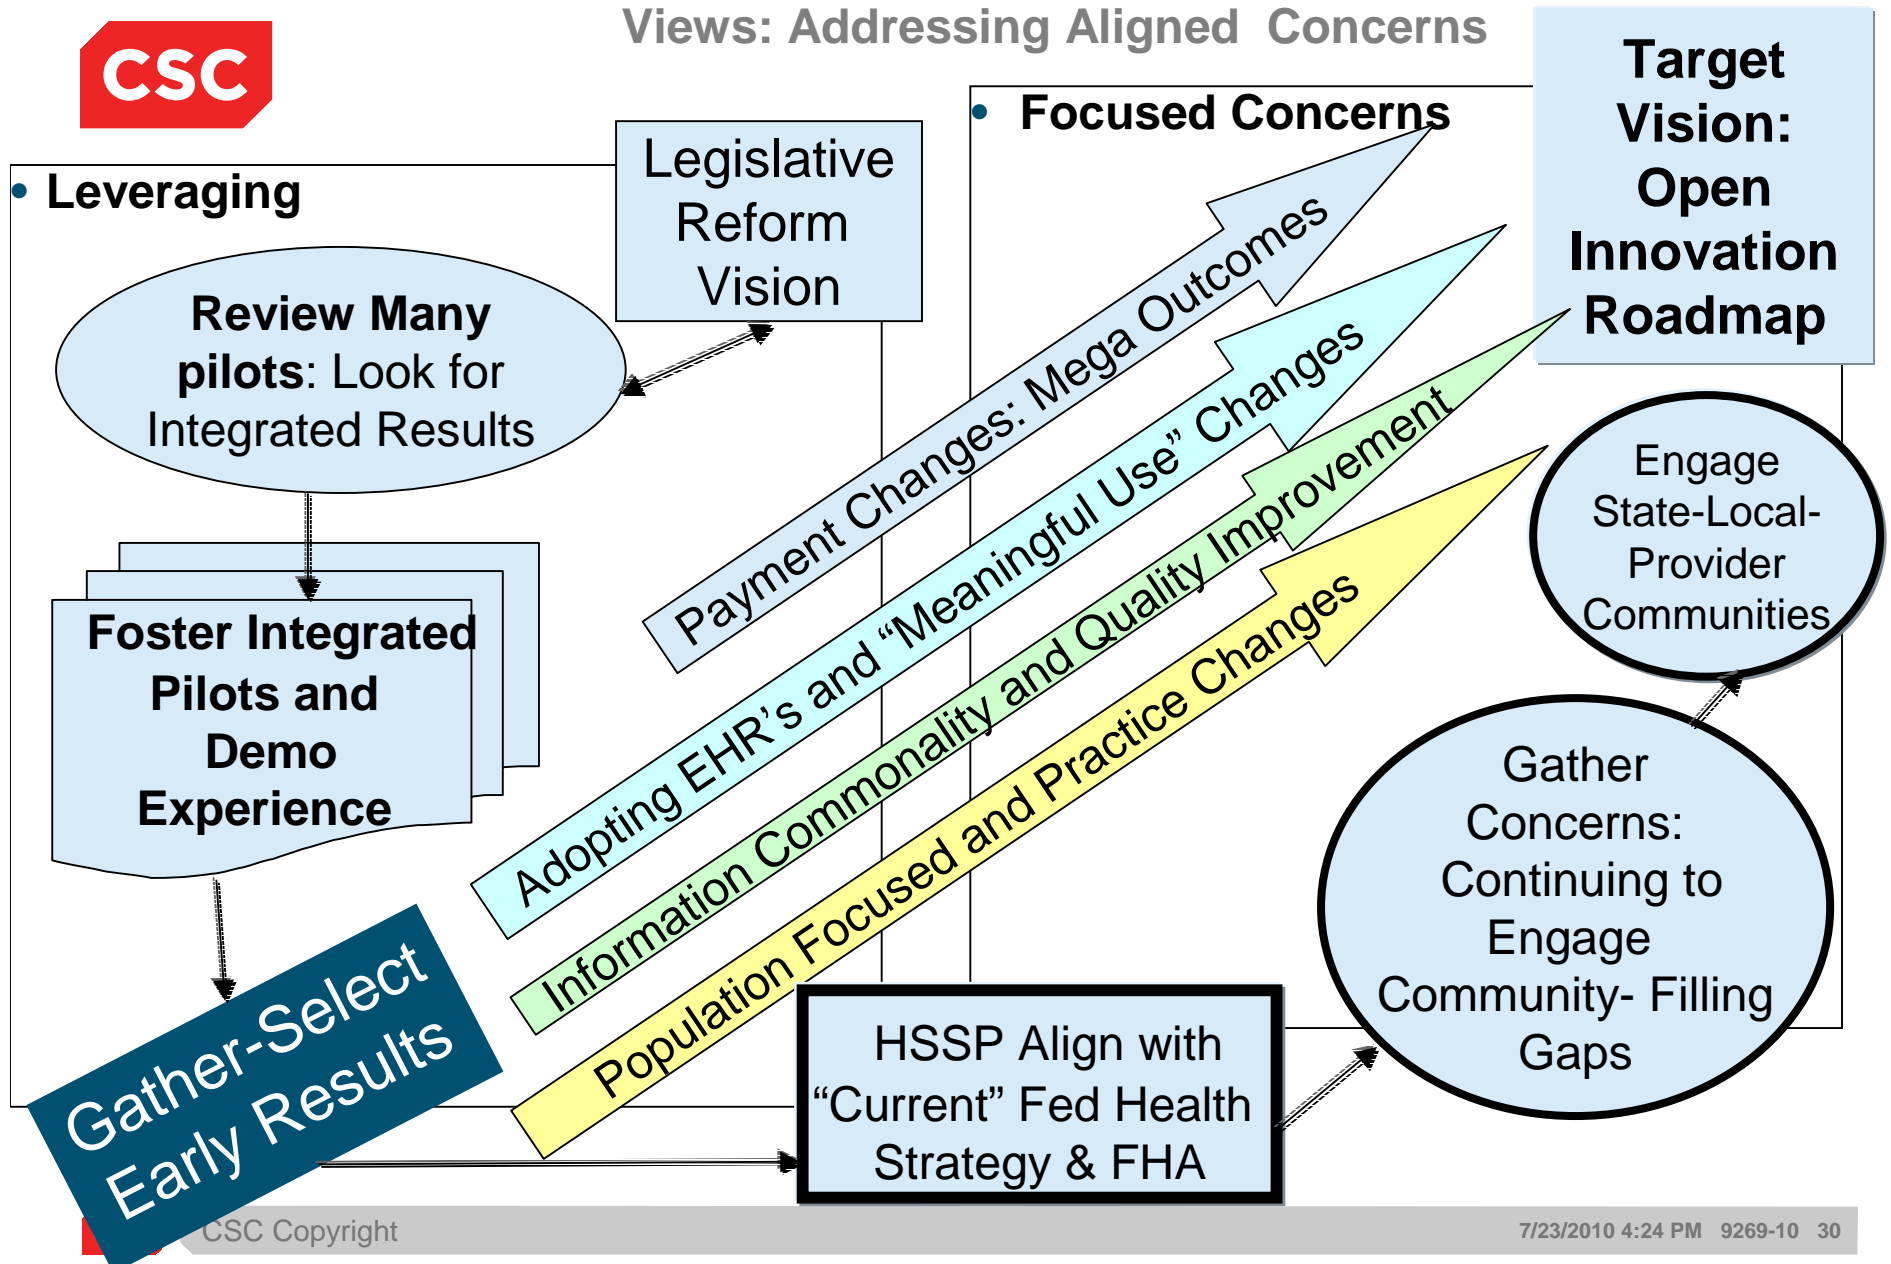 Views: Addressing Aligned Concerns
CSC
• Leveraging
Legislative
Reform
Vision
Review Many
pilots: Look for
Integrated Results
Foster Integrated
Pilots and
Demo
Experience
Gather-Select
Early Results
• Focused Concerns
Payment Changes: Mega Outcomes
Adopting EHR’s and “Meaningful Use” Changes
Information Commonality and Quality Improvement
Population Focused and Practice Changes
Target
Vision:
Open
Innovation
Roadmap
Engage
State-Local-
Provider
Communities
Gather
Concerns:
Continuing to
Engage
Community- Filling
Gaps
HSSP Align with
“Current” Fed Health
Strategy & FHA
CSC Copyright
7/23/2010 4:24 PM 9269-10 30